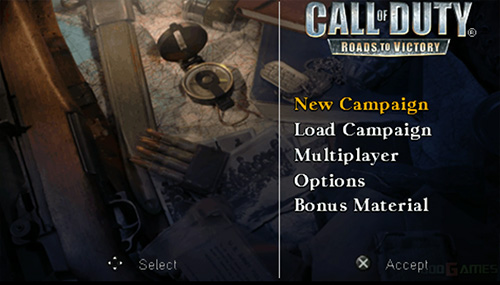 CALL OF DUTY®
ROADS TO VICTORY
New Campaign
Load Campaign
Multiplayer
Options
Bonus Material
Select
Accept